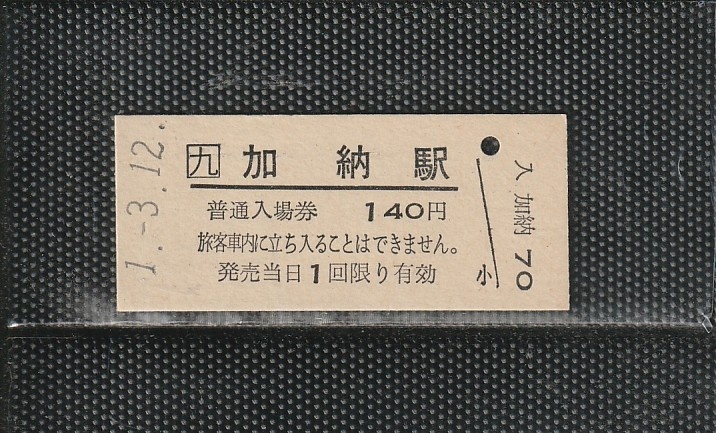 1.-3.12.
九 加納駅
普通入場券 140円
旅客車内に立ち入ることはできません。
発売当日1回限り有効
小
入 加納 70